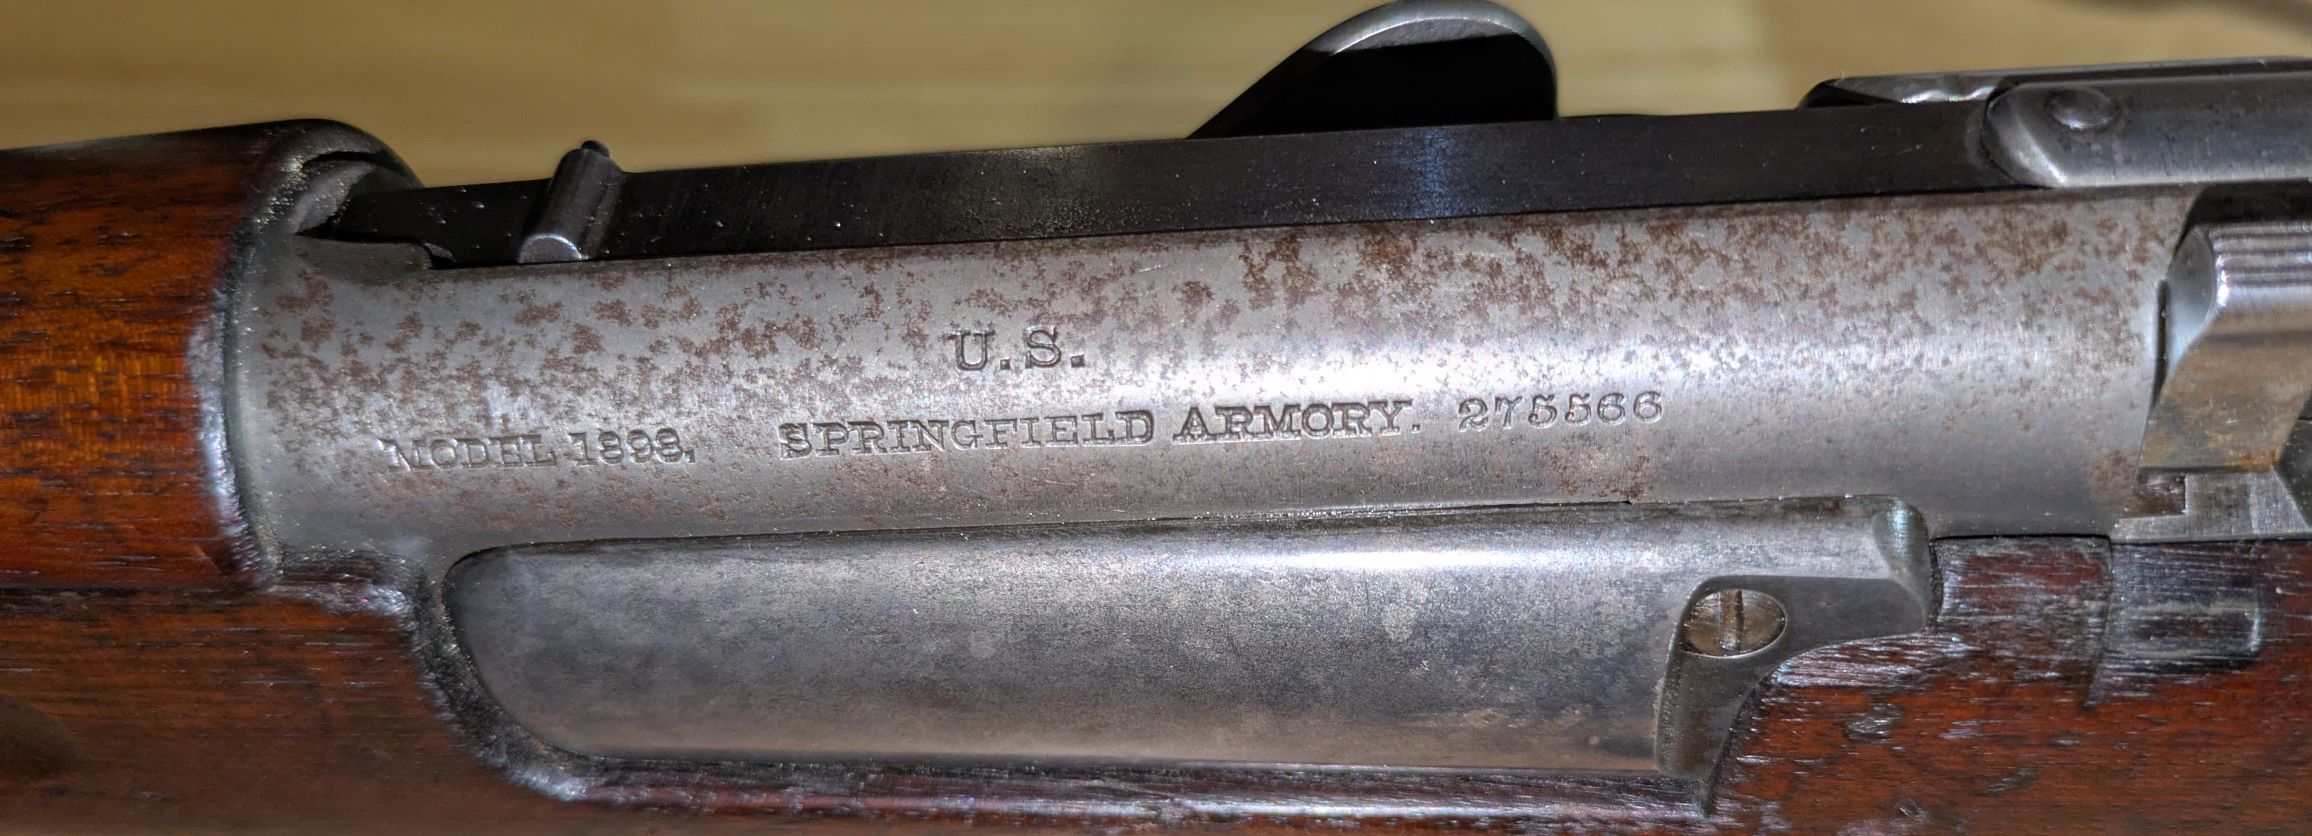 U.S.
MODEL 1898. SPRINGFIELD ARMORY. 275566